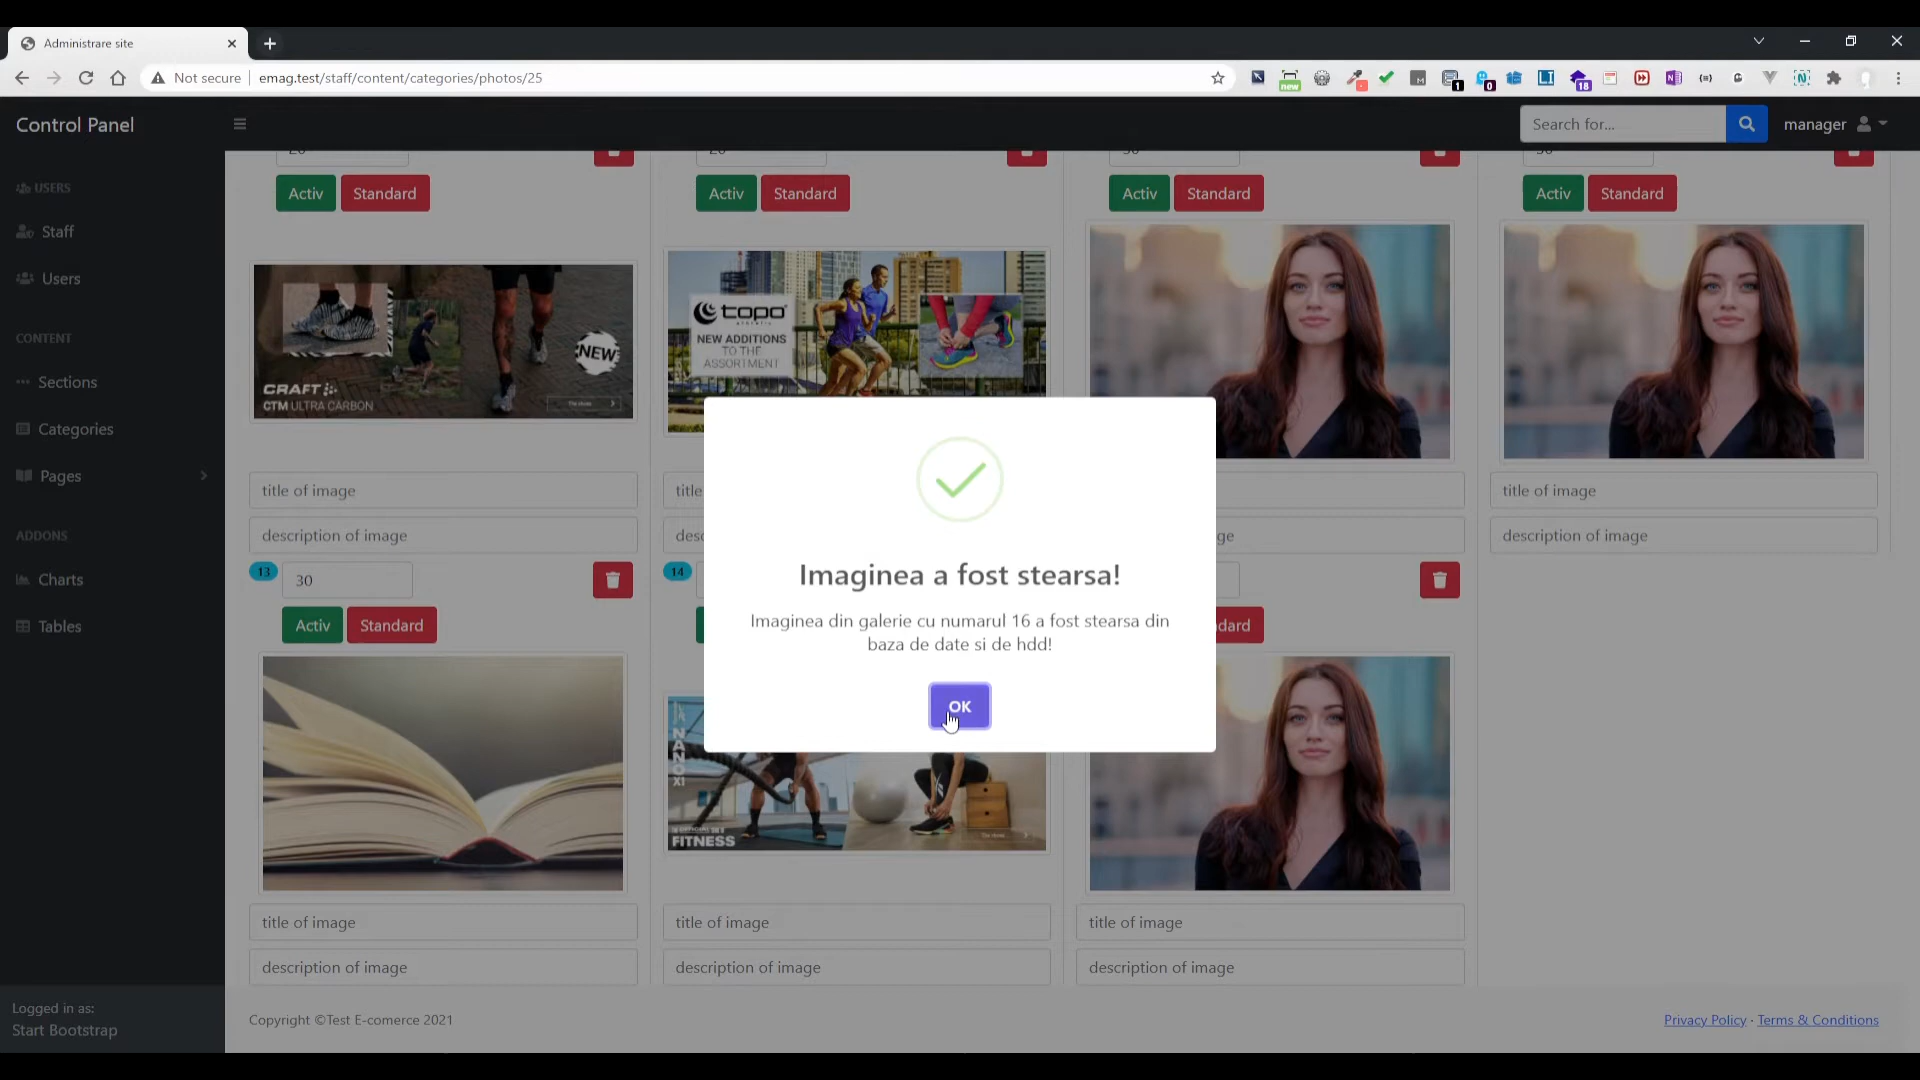 Administrare site
Not secure
emag.test/staff/content/categories/photos/25
new
1
0
18
Control Panel
Search for...
manager
USERS
Staff
Users
CONTENT
Sections
Categories
Pages
ADDONS
Charts
Tables
Logged in as:
Start Bootstrap
Activ Standard
Activ Standard
Activ Standard
Activ Standard
NEW
CRAFT
CTM ULTRA CARBON
topo
NEW ADDITIONS
TO THE
ASSORTMENT
title of image
title
title of image
description of image
desc
ge
description of image
13
30
14
Activ Standard
dard
Imaginea a fost stearsa!
Imaginea din galerie cu numarul 16 a fost stearsa din
baza de date si de hdd!
OK
FITNESS
title of image
title of image
title of image
description of image
description of image
description of image
Copyright ©Test E-comerce 2021
Privacy Policy · Terms & Conditions